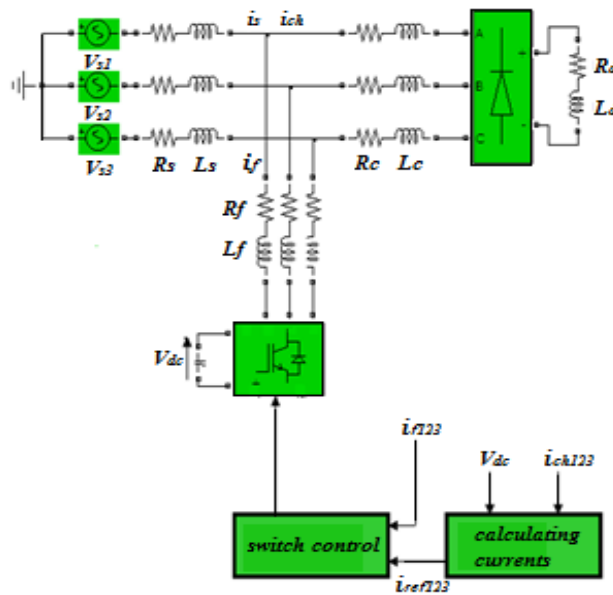 is ich
A
Vs1
B
Vs2
C
Vs3
Rs Ls if Rc Lc
+
-
Rf
Lf
Vdc
+
if123
Vdc ich123
switch control
calculating
currents
iref123